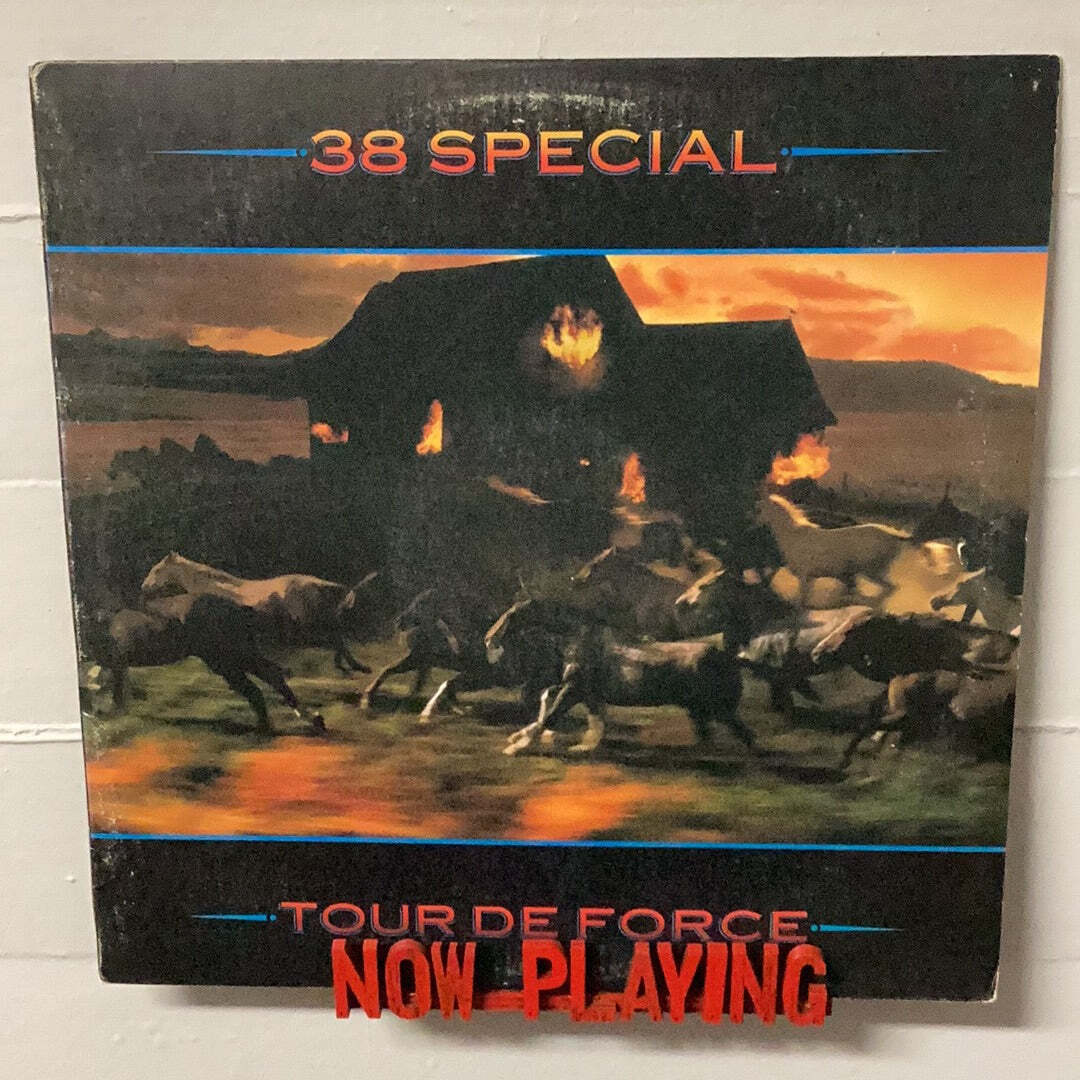 38 SPECIAL
TOUR DE FORCE
NOW PLAYING